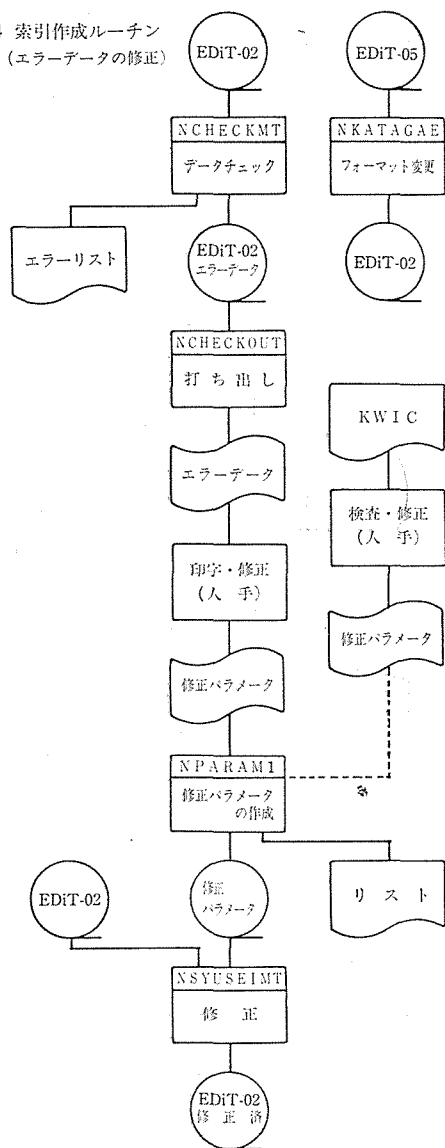 索引作成ルーチン
(エラーデータの修正)
EDiT-02
EDiT-05
NCHECKMT
データチェック
NKATAGAE
フォーマット変更
エラーリスト
EDiT-02
エラーデータ
EDiT-02
NCHECKOUT
打ち出し
KWIC
エラーデータ
検査・修正
(人手)
印字・修正
(人手)
修正パラメータ
修正パラメータ
NPARAM1
修正パラメータ
の作成
EDiT-02
修正
パラメータ
リスト
NSYUSEIMT
修正
EDiT-02
修正済